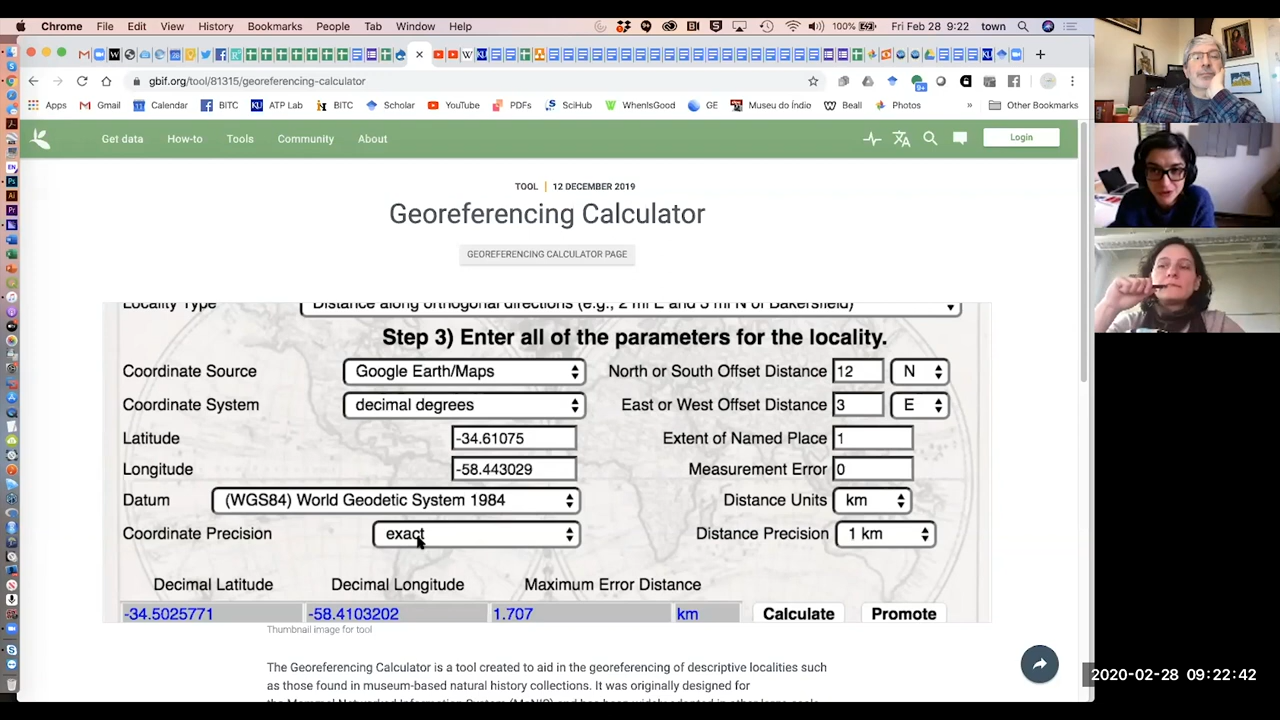 Chrome File Edit View History Bookmarks People Tab Window Help 100% Fri Feb 28 9:22 town
gbif.org/tool/81315/georeferencing-calculator
Apps Gmail Calendar BITC ATP Lab BITC Scholar YouTube PDFs SciHub WhenIsGood GE Museu do Índio Beall Photos » Other Bookmarks
Get data How-to Tools Community About Login
TOOL | 12 DECEMBER 2019
Georeferencing Calculator
GEOREFERENCING CALCULATOR PAGE
Locality Type Distance along orthogonal directions (e.g., 2 mi E and 3 mi N of Bakersfield)
Step 3) Enter all of the parameters for the locality.
Coordinate Source Google Earth/Maps North or South Offset Distance 12 N
Coordinate System decimal degrees East or West Offset Distance 3 E
Latitude -34.61075 Extent of Named Place 1
Longitude -58.443029 Measurement Error 0
Datum (WGS84) World Geodetic System 1984 Distance Units km
Coordinate Precision exact Distance Precision 1 km
Decimal Latitude Decimal Longitude Maximum Error Distance
-34.5025771 -58.4103202 1.707 km Calculate Promote
Thumbnail image for tool
The Georeferencing Calculator is a tool created to aid in the georeferencing of descriptive localities such
as those found in museum-based natural history collections. It was originally designed for
2020-02-28 09:22:42